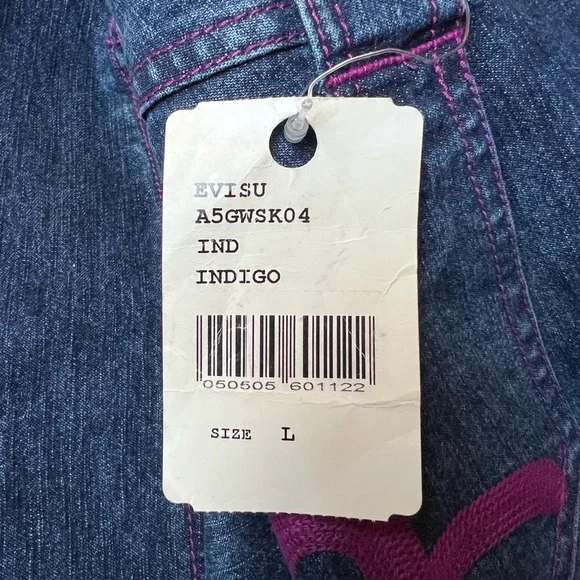 EVISU
A5GWSK04
IND
INDIGO
050505 601122
SIZE L